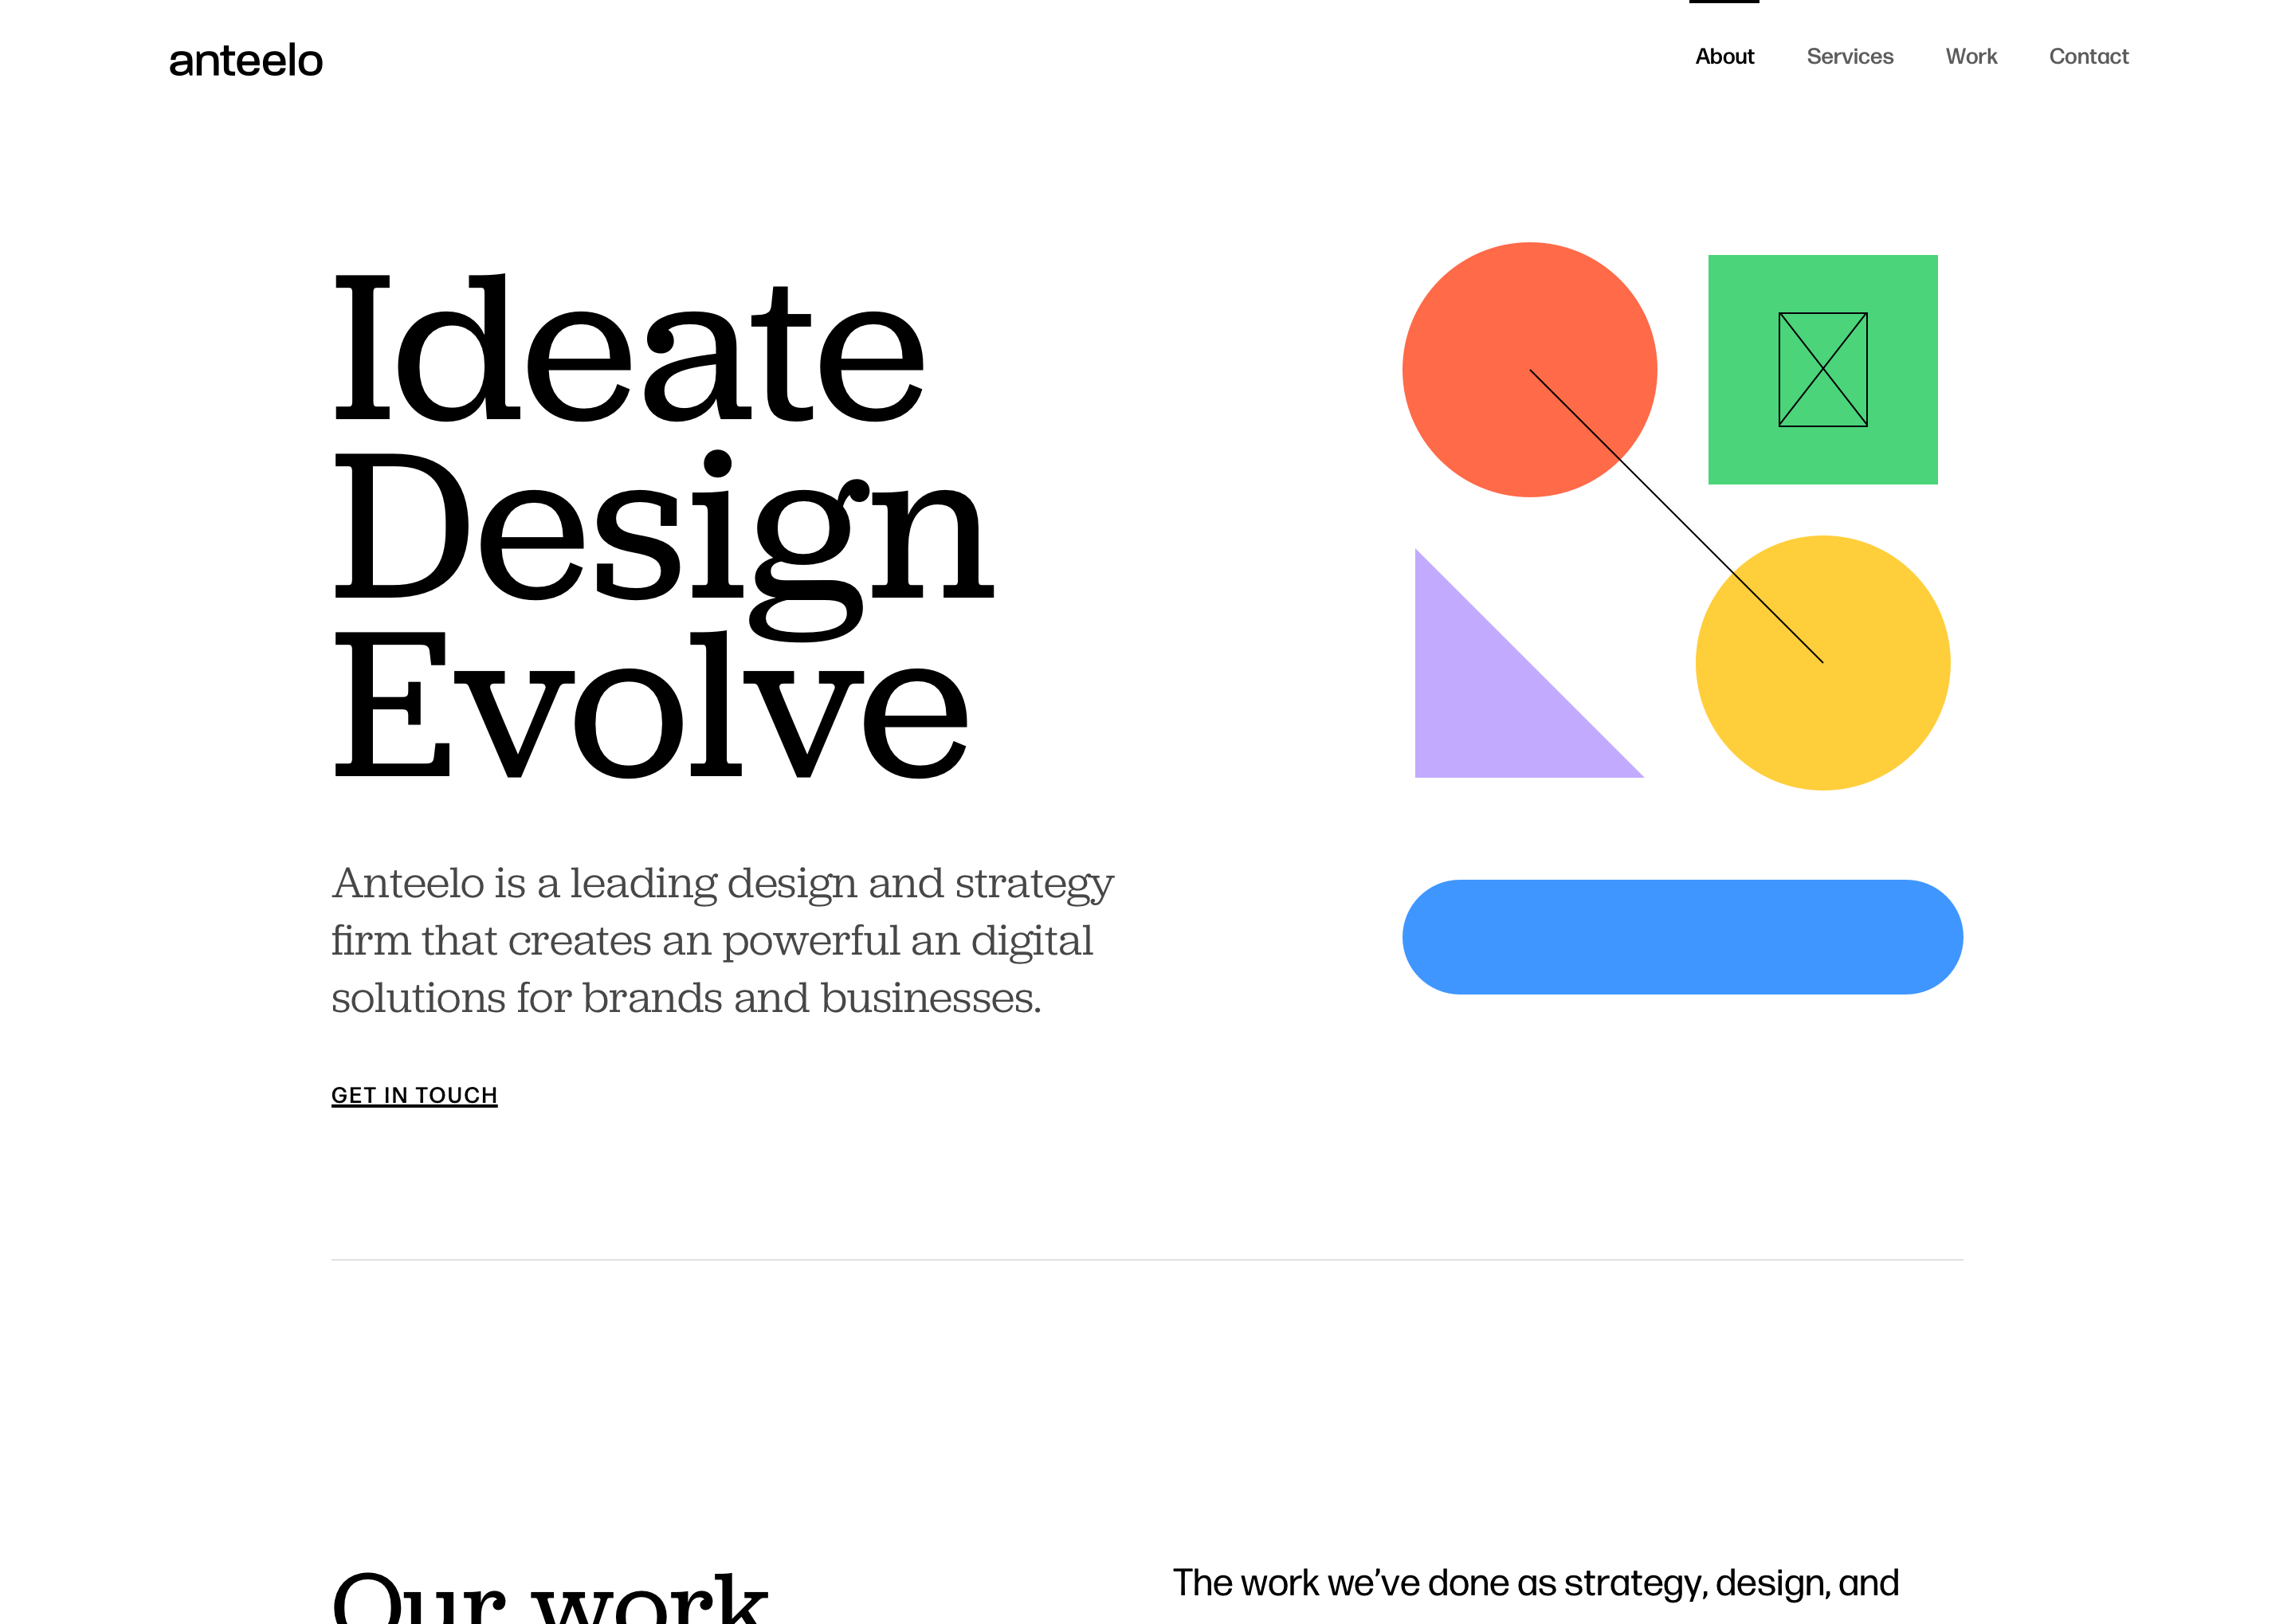 anteelo
About Services Work Contact
Ideate
Design
Evolve
Anteelo is a leading design and strategy
firm that creates an powerful an digital
solutions for brands and businesses.
GET IN TOUCH
Our work
The work we’ve done as strategy, design, and